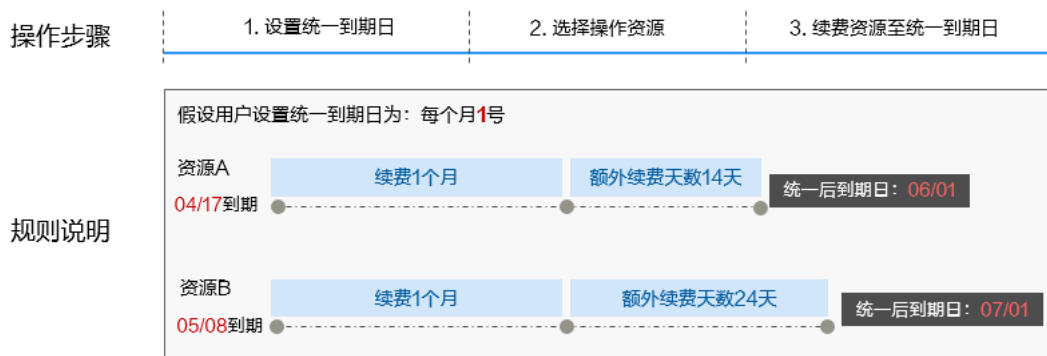 操作步骤
1. 设置统一到期日
2. 选择操作资源
3. 续费资源至统一到期日
规则说明
假设用户设置统一到期日为：每个月1号
资源A
04/17到期
续费1个月
额外续费天数14天
统一后到期日：06/01
资源B
05/08到期
续费1个月
额外续费天数24天
统一后到期日：07/01